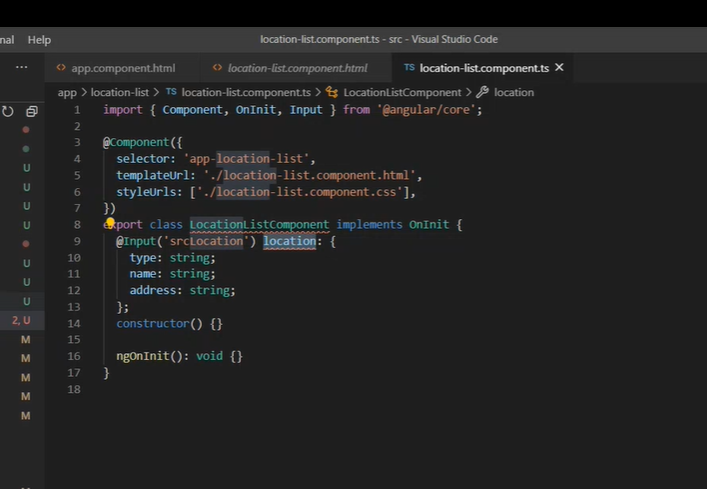 nal Help location-list.component.ts - src - Visual Studio Code
... app.component.html location-list.component.html TS location-list.component.ts
app > location-list > TS location-list.component.ts > LocationListComponent > location
1 import { Component, OnInit, Input } from '@angular/core';
2
3 @Component({
4 selector: 'app-location-list',
5 templateUrl: './location-list.component.html',
6 styleUrls: ['./location-list.component.css'],
7 })
8 export class LocationListComponent implements OnInit {
9 @Input('srcLocation') location: {
10 type: string;
11 name: string;
12 address: string;
13 };
14 constructor() {}
15
16 ngOnInit(): void {}
17 }
18
U
U
U
U
U
U
U
2, U
M
M
M
M
M